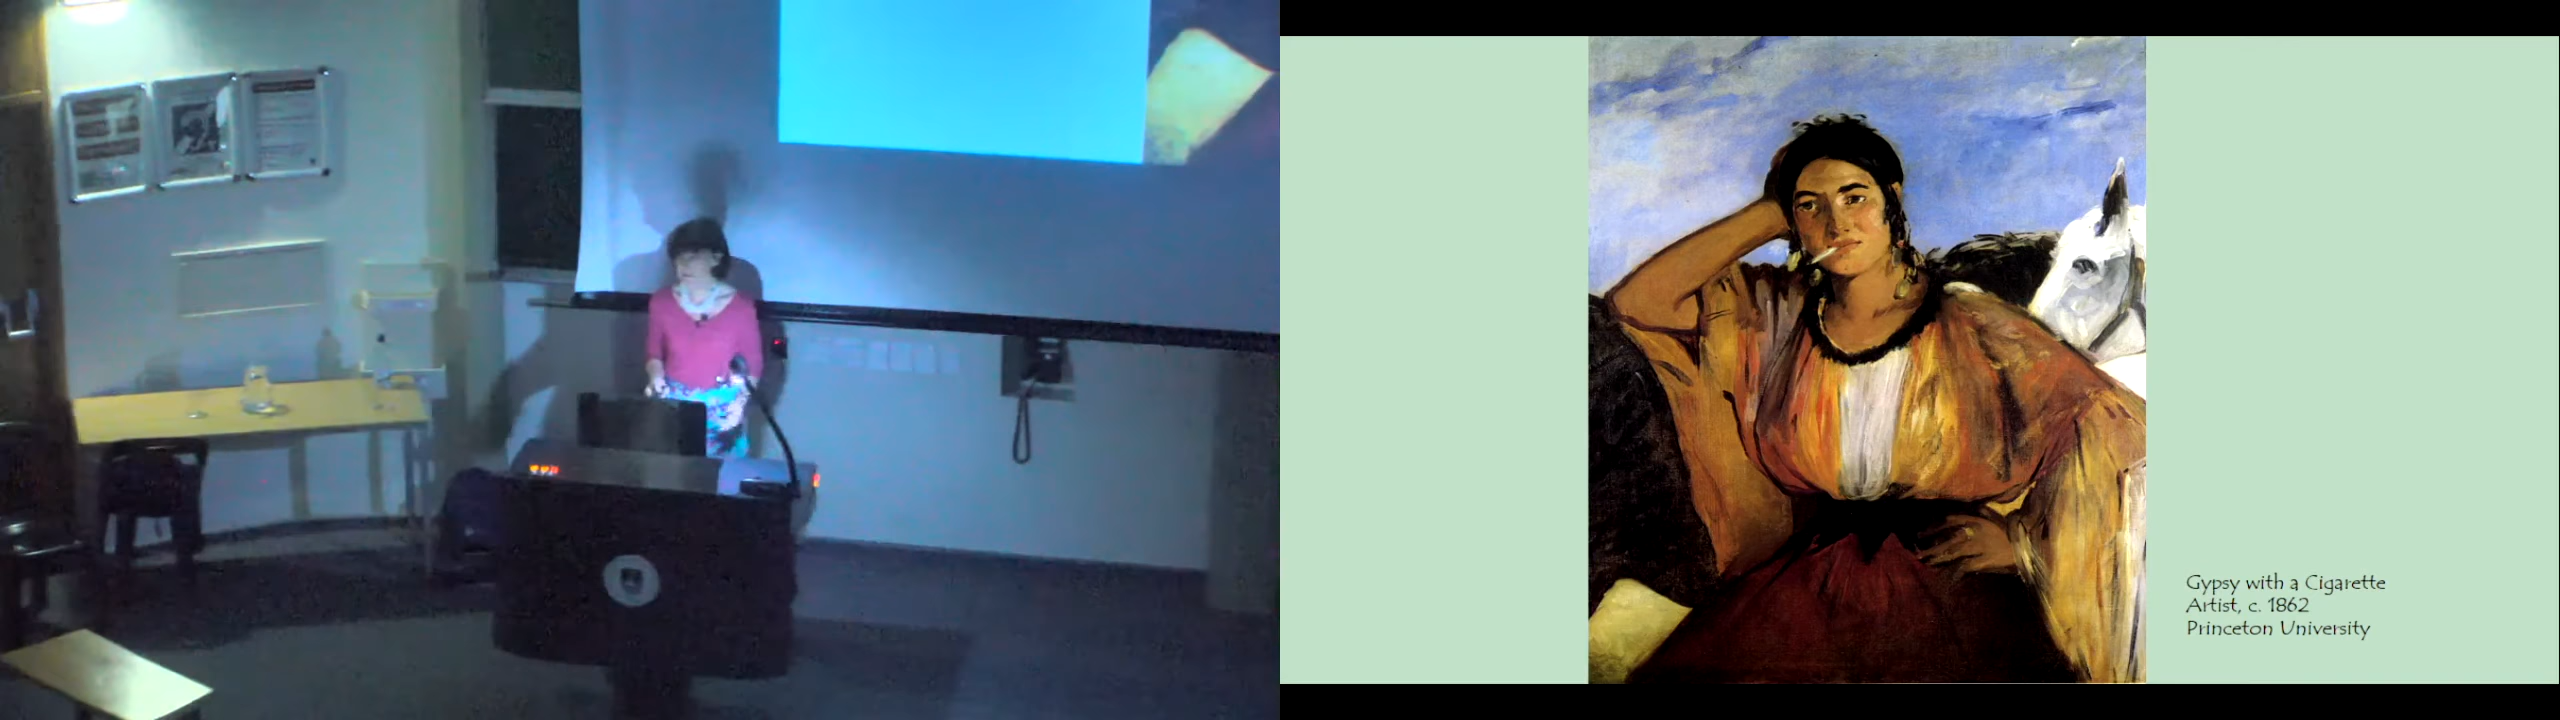 Gypsy with a Cigarette
Artist, c. 1862
Princeton University